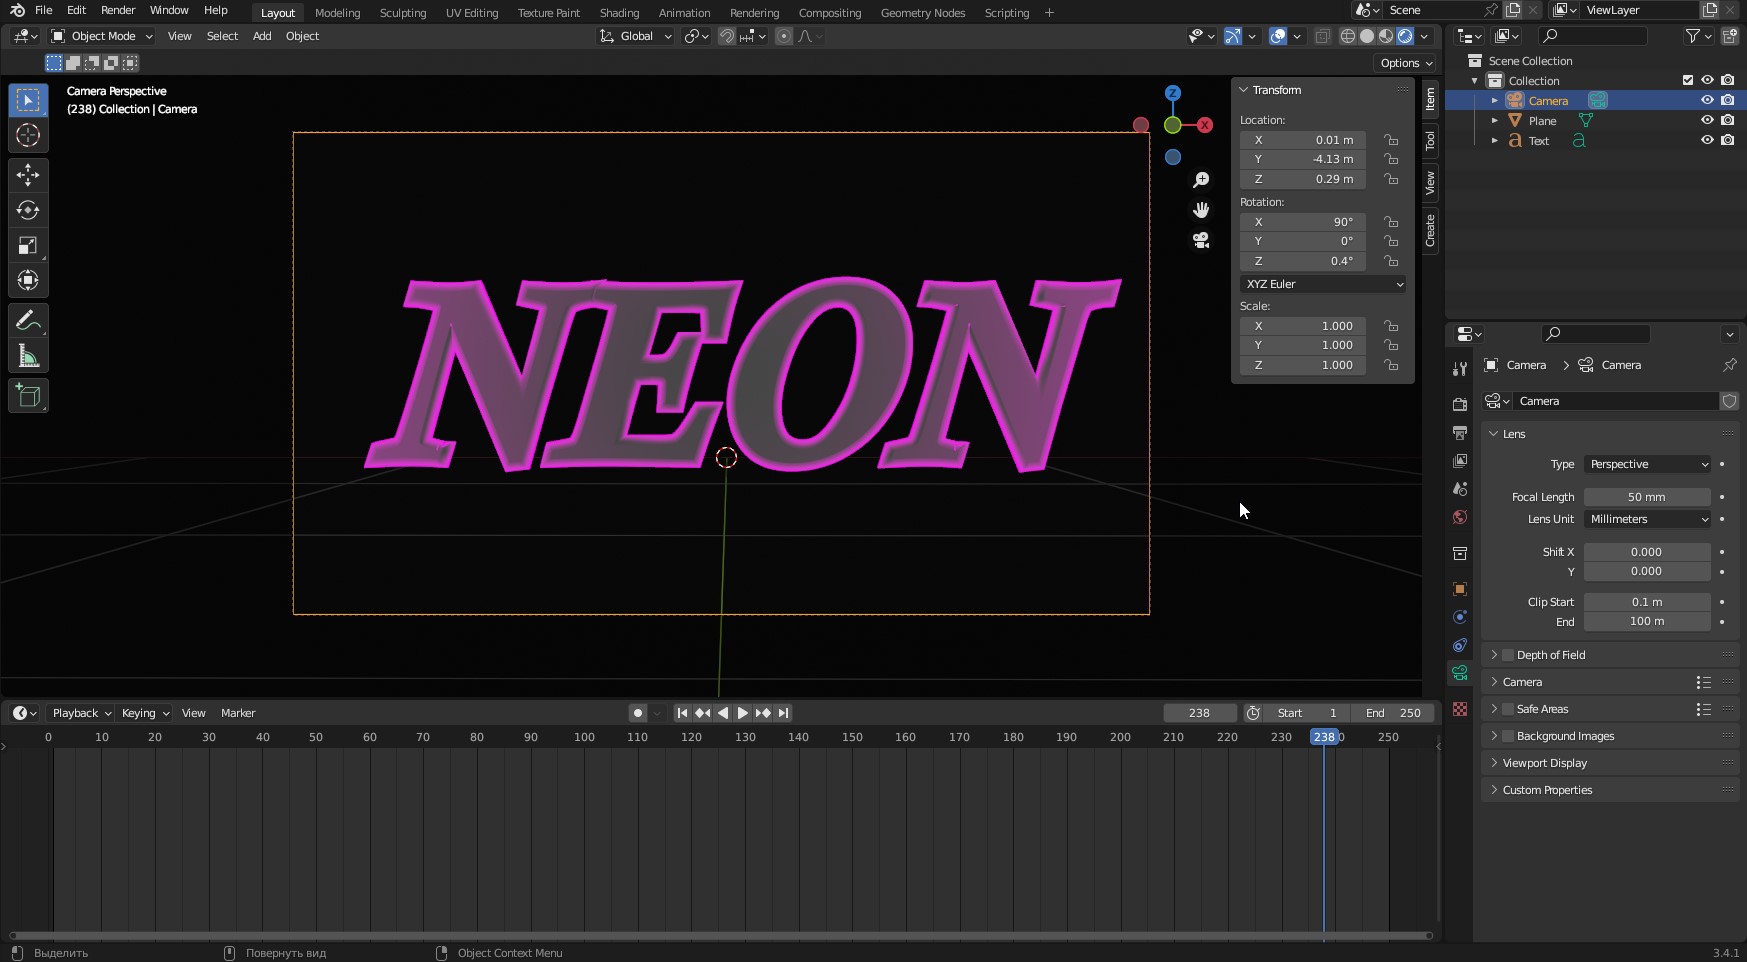 File Edit Render Window Help Layout Modeling Sculpting UV Editing Texture Paint Shading Animation Rendering Compositing Geometry Nodes Scripting + Scene ViewLayer
Object Mode View Select Add Object Global
Options
Camera Perspective
(238) Collection | Camera
NEON
Z
X
Transform
Location:
X 0.01 m
Y -4.13 m
Z 0.29 m
Rotation:
X 90°
Y 0°
Z 0.4°
XYZ Euler
Scale:
X 1.000
Y 1.000
Z 1.000
Item
Tool
View
Create
Scene Collection
Collection
Camera
Plane
Text
Camera > Camera
Camera
Lens
Type Perspective
Focal Length 50 mm
Lens Unit Millimeters
Shift X 0.000
Y 0.000
Clip Start 0.1 m
End 100 m
Depth of Field
Camera
Safe Areas
Background Images
Viewport Display
Custom Properties
Playback Keying View Marker 238 Start 1 End 250
0 10 20 30 40 50 60 70 80 90 100 110 120 130 140 150 160 170 180 190 200 210 220 230 238 0 250
Выделить Повернуть вид Object Context Menu 3.4.1